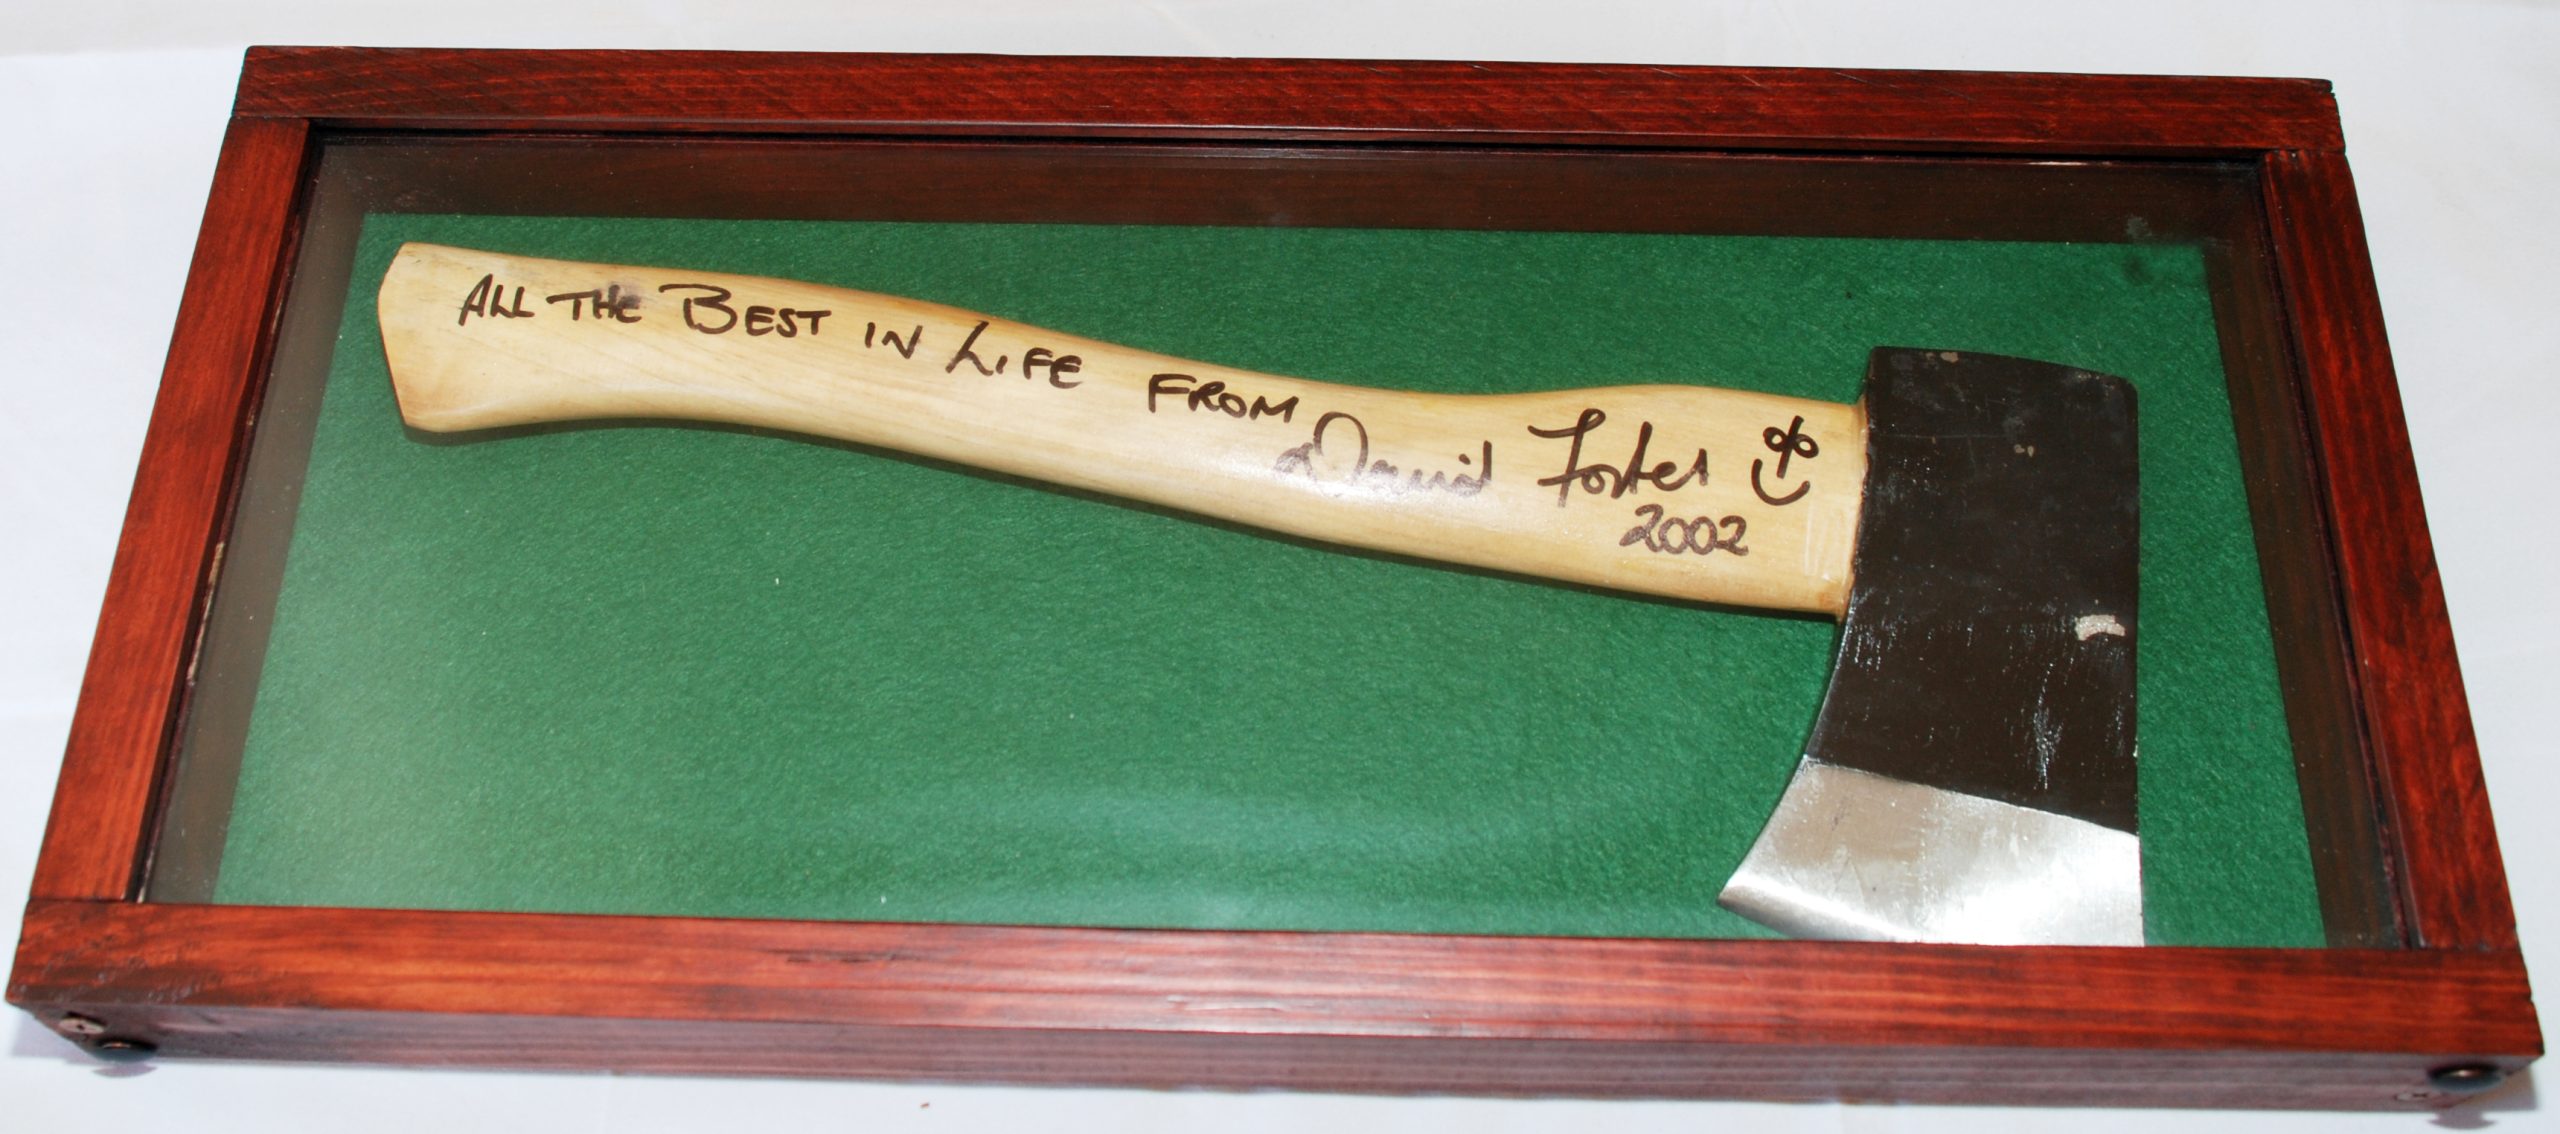 ALL THE BEST IN LIFE FROM
David Foster
2002